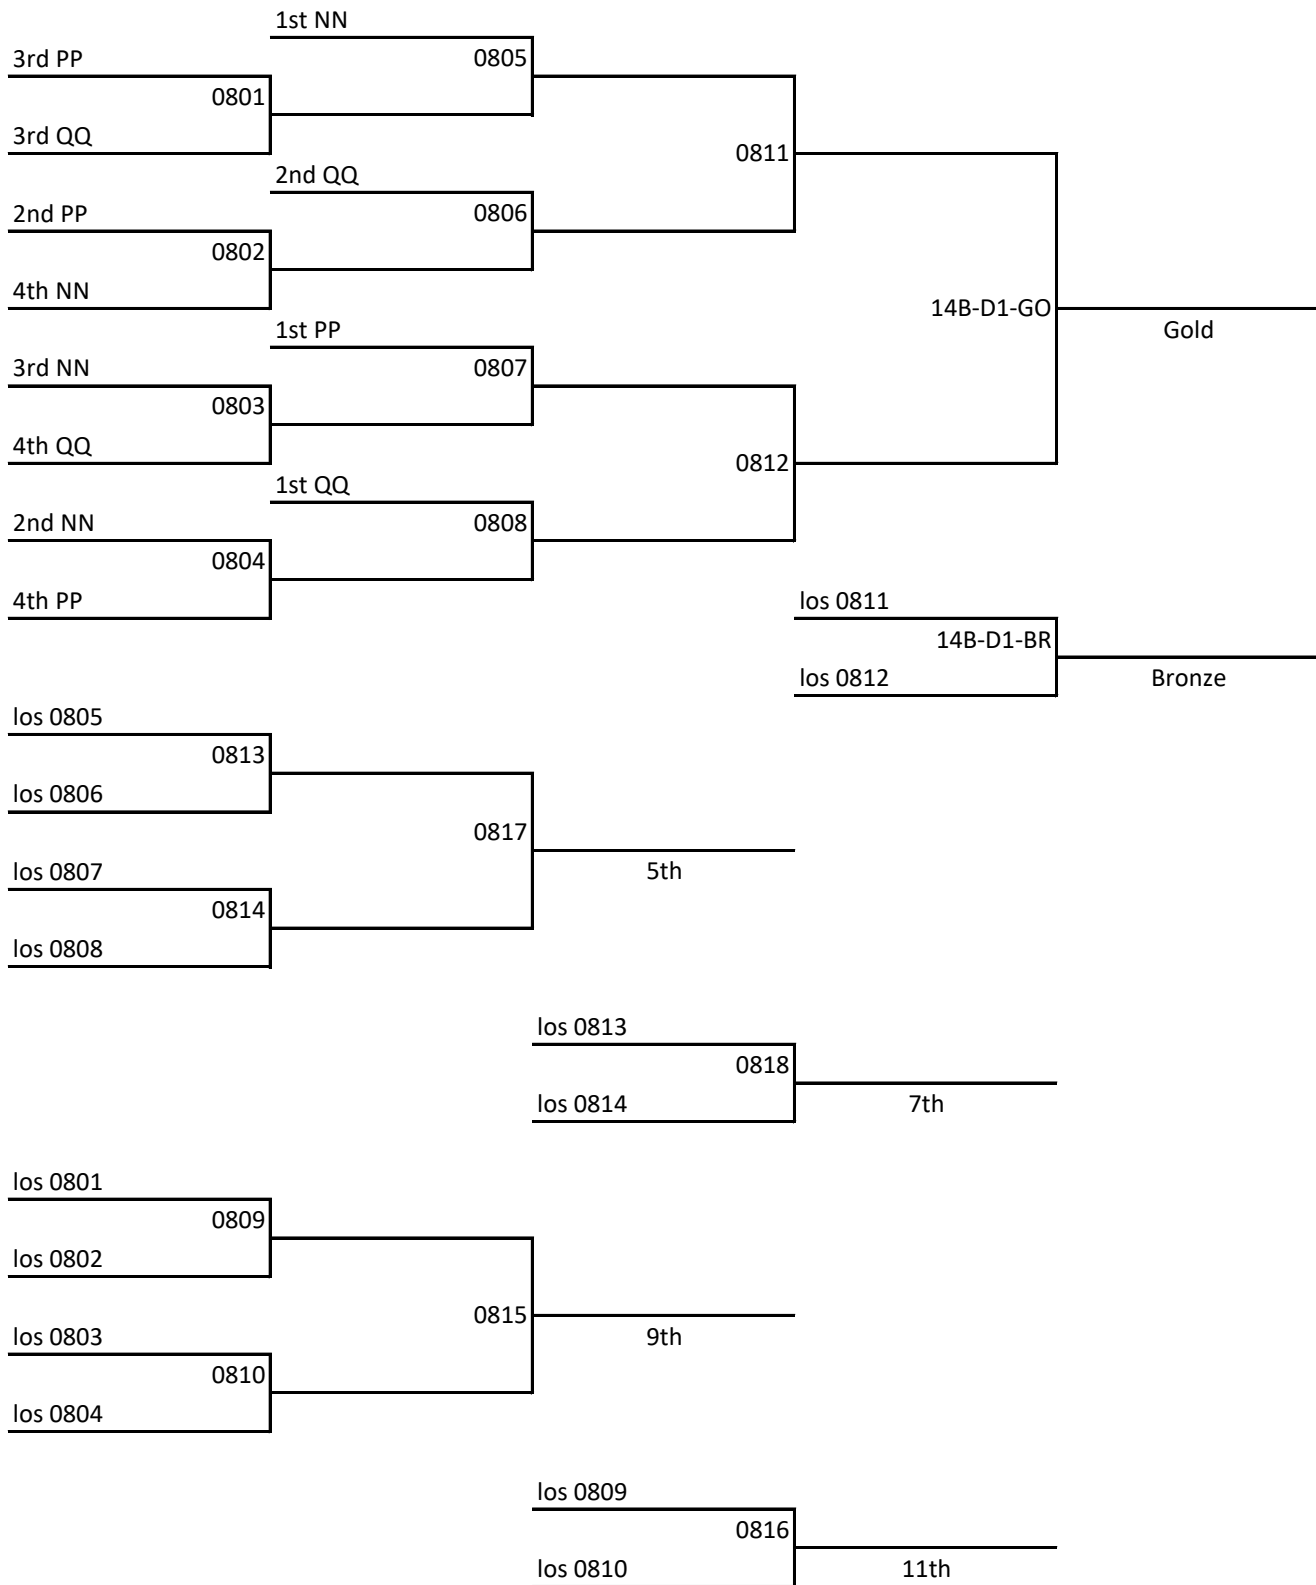 1st NN
3rd PP
0805
0801
3rd QQ
0811
2nd QQ
2nd PP
0806
0802
4th NN
14B-D1-GO
Gold
1st PP
3rd NN
0807
0803
4th QQ
0812
1st QQ
2nd NN
0808
0804
4th PP
los 0811
14B-D1-BR
los 0812
Bronze
los 0805
0813
los 0806
0817
los 0807
5th
0814
los 0808
los 0813
0818
los 0814
7th
los 0801
0809
los 0802
0815
los 0803
9th
0810
los 0804
los 0809
0816
los 0810
11th